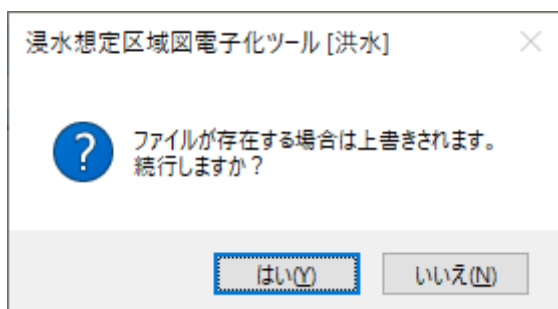 浸水想定区域図電子化ツール [洪水]
ファイルが存在する場合は上書きされます。
続行しますか？
はい(Y)
いいえ(N)